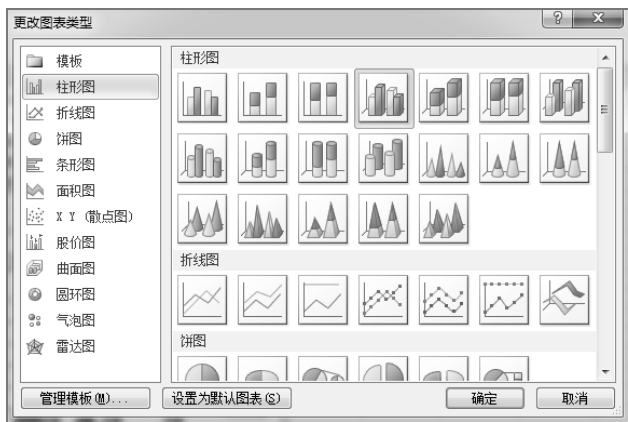 更改图表类型
模板
柱形图
折线图
饼图
条形图
面积图
X Y (散点图)
股价图
曲面图
圆环图
气泡图
雷达图
柱形图
折线图
饼图
管理模板(M)...
设置为默认图表(S)
确定
取消